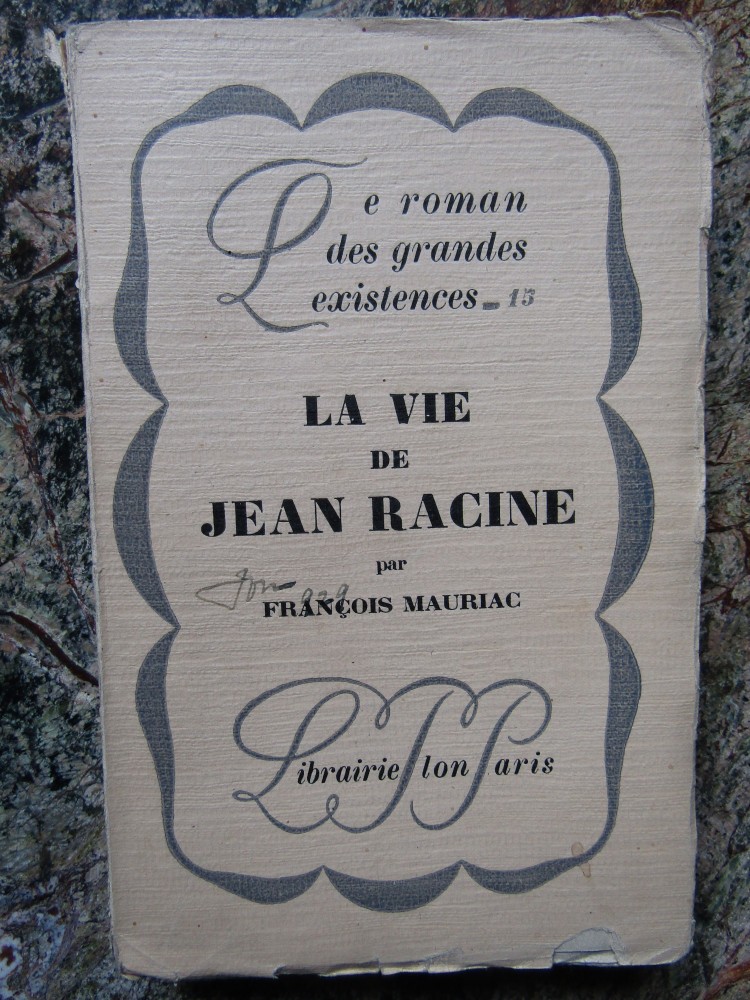 Le roman
des grandes
existences - 15
LA VIE
DE
JEAN RACINE
par
FRANÇOIS MAURIAC
Librairie Plon Paris